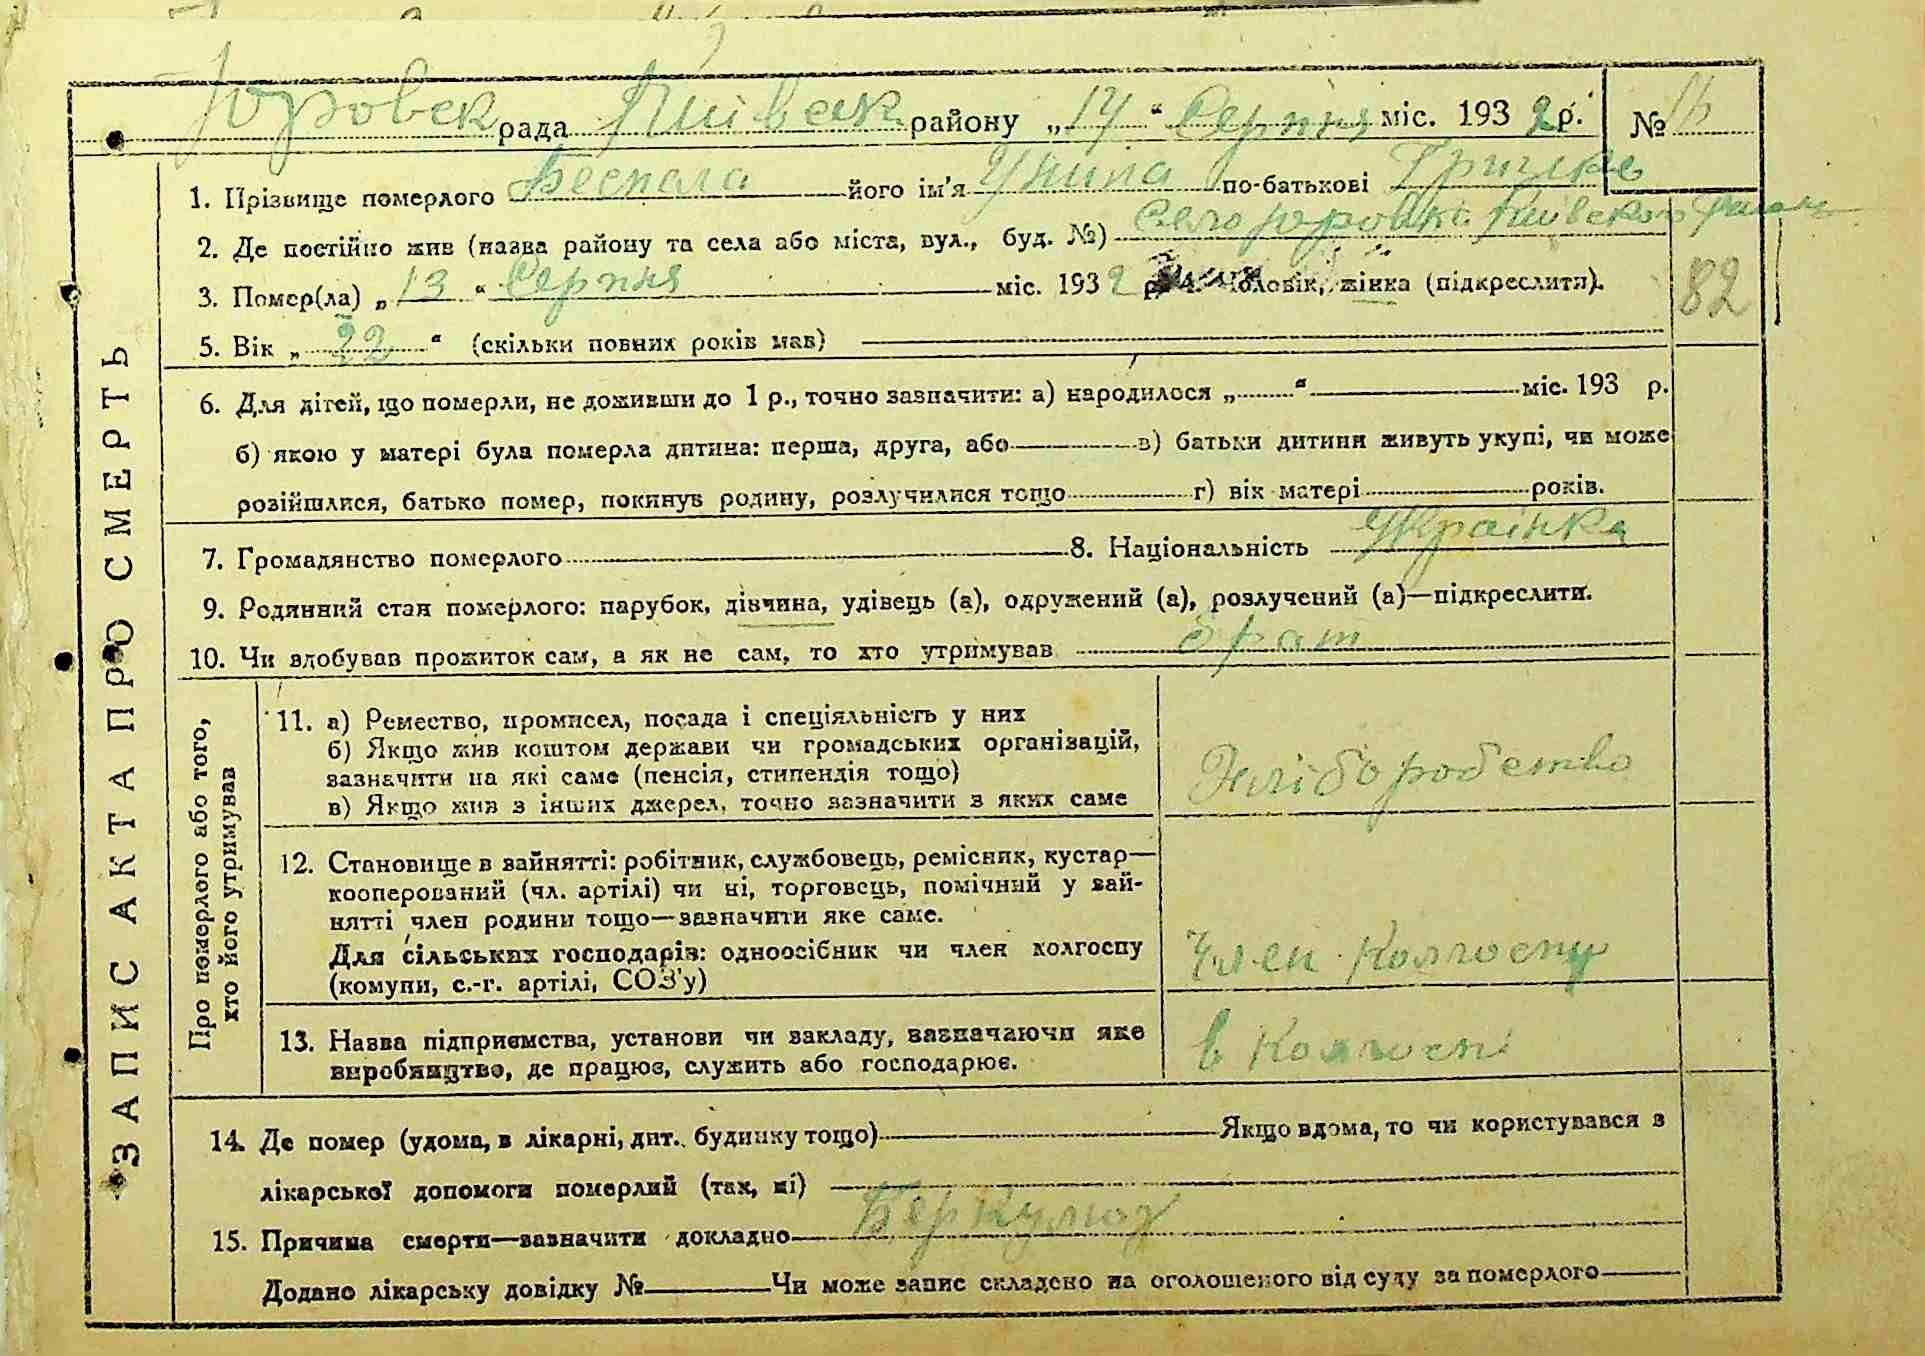 Юровск рада Київск району „14“ Серпня міс. 1932 р. №
1. Прізвище померлого Беспала його ім'я по-батькові
2. Де постійно жив (назва району та села або міста, вул., буд. №) Село Юровка Київского
3. Помер(ла) „13“ Серпня міс. 1932 р. 4. Чоловік, жінка (підкреслити).
82
5. Вік „22“ (скільки повних років мав)
6. Для дітей, що померли, не доживши до 1 р., точно зазначити: а) народилося „ “ міс. 193 р.
б) якою у матері була померла дитина: перша, друга, або в) батьки дитини живуть укупі, чи може
розійшлися, батько помер, покинув родину, розлучилися тощо г) вік матері років.
7. Громадянство померлого 8. Національність Українка
9. Родинний стан померлого: парубок, дівчина, удівець (а), одружений (а), розлучений (а)—підкреслити.
10. Чи здобував прожиток сам, а як не сам, то хто утримував брат
ЗАПИС АКТА ПРО СМЕРТЬ
Про померлого або того,
хто його утримував
11. а) Ремество, промисел, посада і спеціяльність у них
б) Якщо жив коштом держави чи громадських організацій,
зазначити на які саме (пенсія, стипендія тощо)
в) Якщо жив з інших джерел, точно зазначити з яких саме
Хліборобство
12. Становище в зайнятті: робітник, службовець, ремісник, кустар—
кооперований (чл. артілі) чи ні, торговець, помічний у зай-
нятті член родини тощо—зазначити яке саме.
Для сільських господарів: одноосібник чи член колгоспу
(комуни, с.-г. артілі, СОЗ'у)
Член Колгоспу
13. Назва підприємства, установи чи закладу, зазначаючи яке
виробництво, де працює, служить або господарює.
в Колгоспі
14. Де помер (удома, в лікарні, дит. будинку тощо) Якщо вдома, то чи користувався з
лікарської допомоги померлий (так, ні)
15. Причина смерти—зазначити докладно Беркульоз
Додано лікарську довідку № Чи може запис складено на оголошеного від суду за померлого